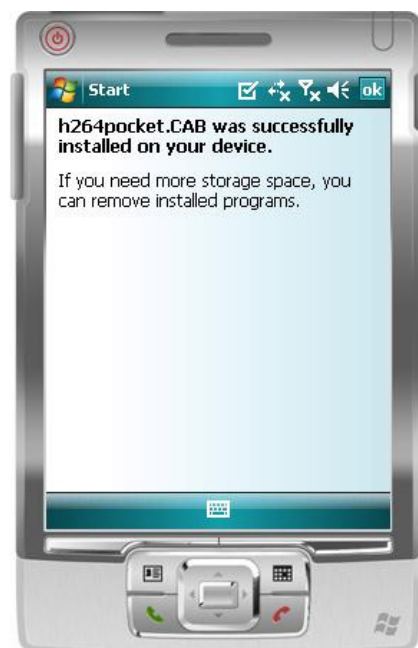 Start
ok
h264pocket.CAB was successfully
installed on your device.
If you need more storage space, you
can remove installed programs.